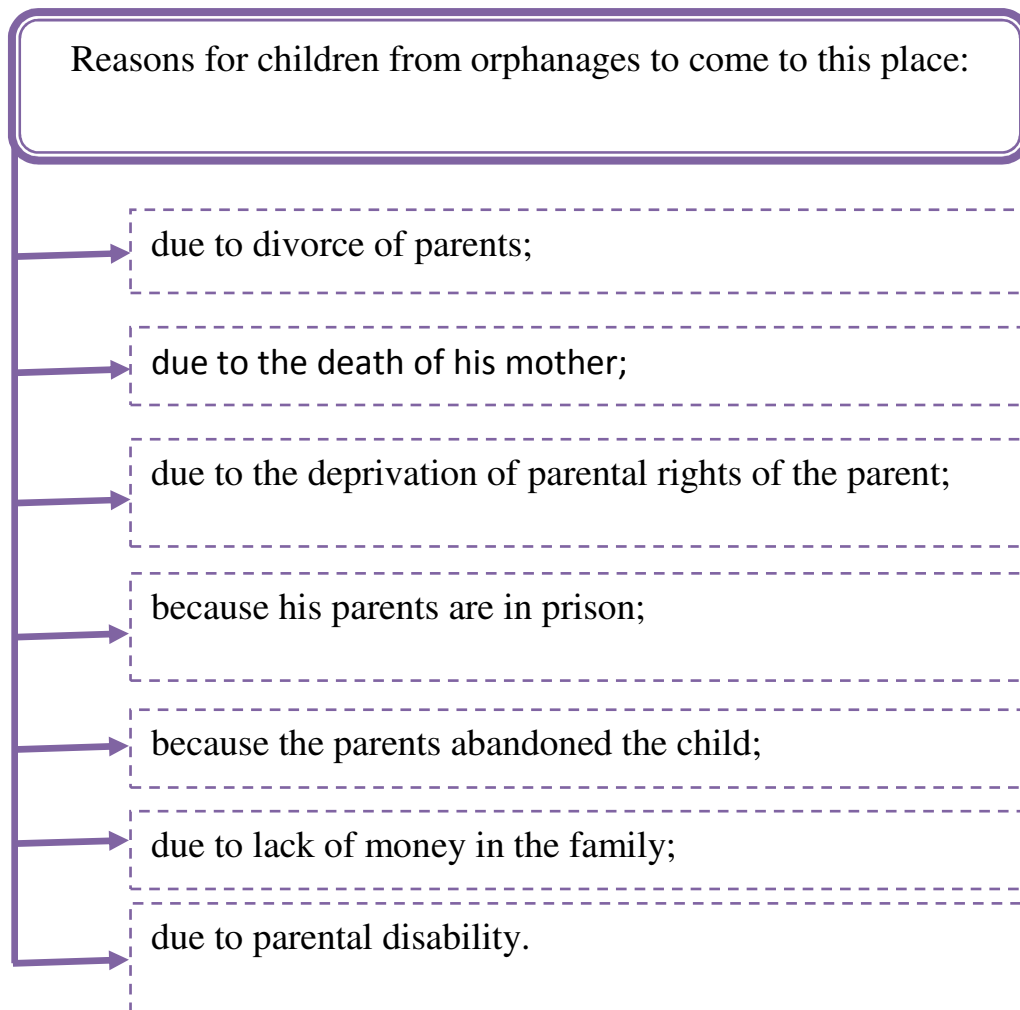 Reasons for children from orphanages to come to this place:
due to divorce of parents;
due to the death of his mother;
due to the deprivation of parental rights of the parent;
because his parents are in prison;
because the parents abandoned the child;
due to lack of money in the family;
due to parental disability.